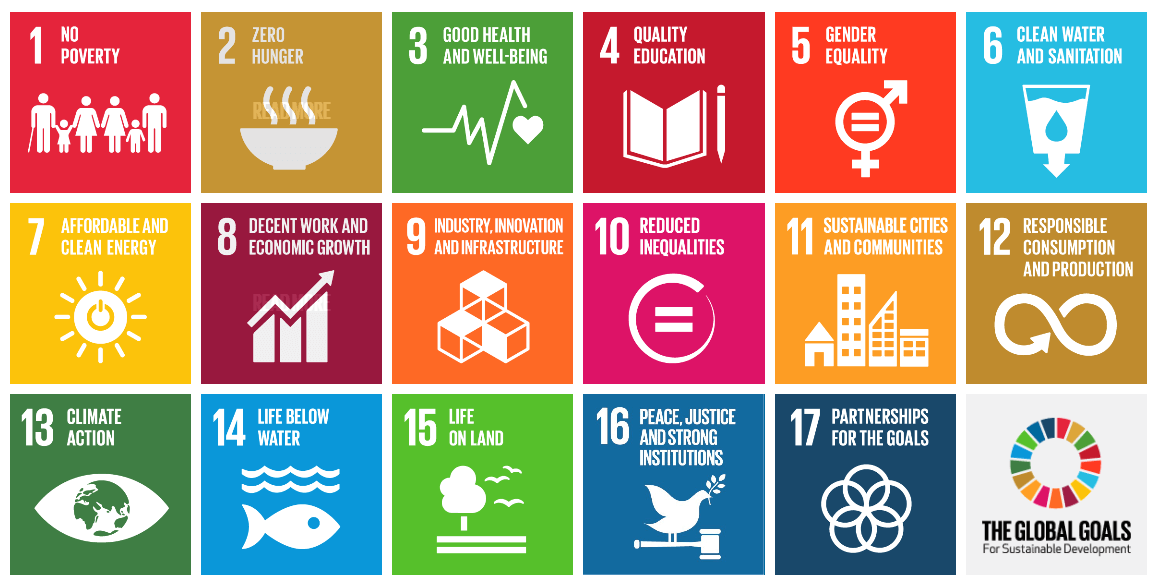 1 NO
POVERTY
2 ZERO
HUNGER
READ MORE
3 GOOD HEALTH
AND WELL-BEING
4 QUALITY
EDUCATION
5 GENDER
EQUALITY
6 CLEAN WATER
AND SANITATION
7 AFFORDABLE AND
CLEAN ENERGY
8 DECENT WORK AND
ECONOMIC GROWTH
READ MORE
9 INDUSTRY, INNOVATION
AND INFRASTRUCTURE
10 REDUCED
INEQUALITIES
11 SUSTAINABLE CITIES
AND COMMUNITIES
12 RESPONSIBLE
CONSUMPTION
AND PRODUCTION
13 CLIMATE
ACTION
14 LIFE BELOW
WATER
15 LIFE
ON LAND
16 PEACE, JUSTICE
AND STRONG
INSTITUTIONS
17 PARTNERSHIPS
FOR THE GOALS
THE GLOBAL GOALS
For Sustainable Development